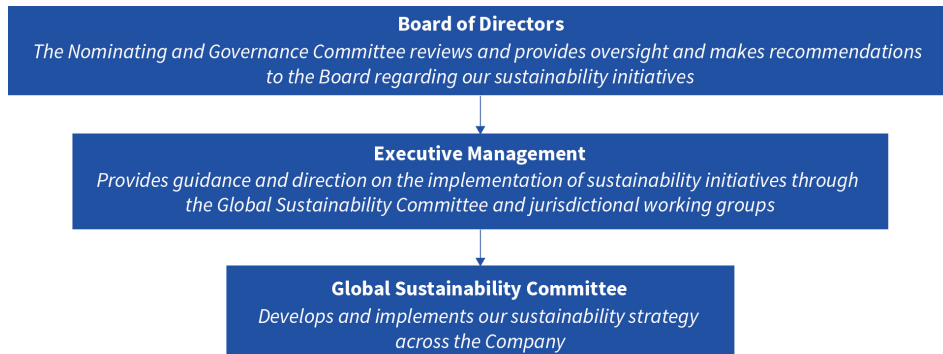 Board of Directors
The Nominating and Governance Committee reviews and provides oversight and makes recommendations
to the Board regarding our sustainability initiatives
Executive Management
Provides guidance and direction on the implementation of sustainability initiatives through
the Global Sustainability Committee and jurisdictional working groups
Global Sustainability Committee
Develops and implements our sustainability strategy
across the Company